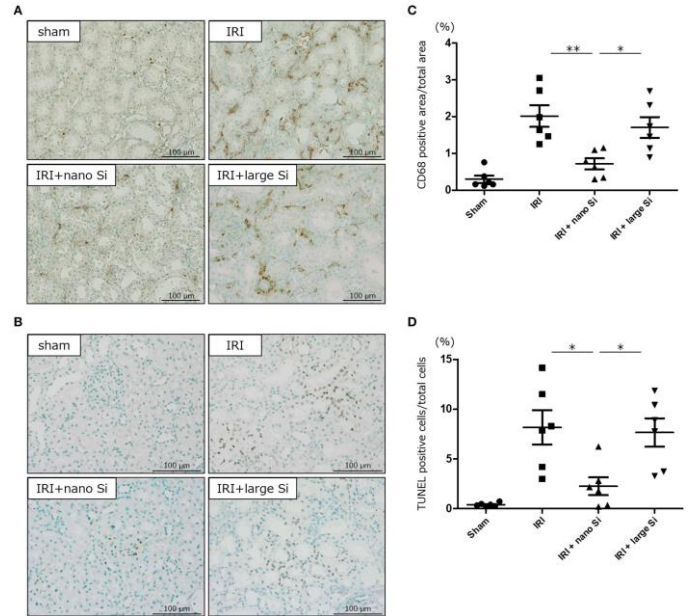 A
sham
100 µm
IRI
100 µm
IRI+nano Si
100 µm
IRI+large Si
100 µm
B
sham
100 µm
IRI
100 µm
IRI+nano Si
100 µm
IRI+large Si
100 µm
C
(%)
CD68 positive area/total area
4
3
2
1
0
** *
Sham
IRI
IRI+ nano Si
IRI+ large Si
D
(%)
TUNEL positive cells/total cells
15
10
5
0
* *
Sham
IRI
IRI + nano Si
IRI + large Si